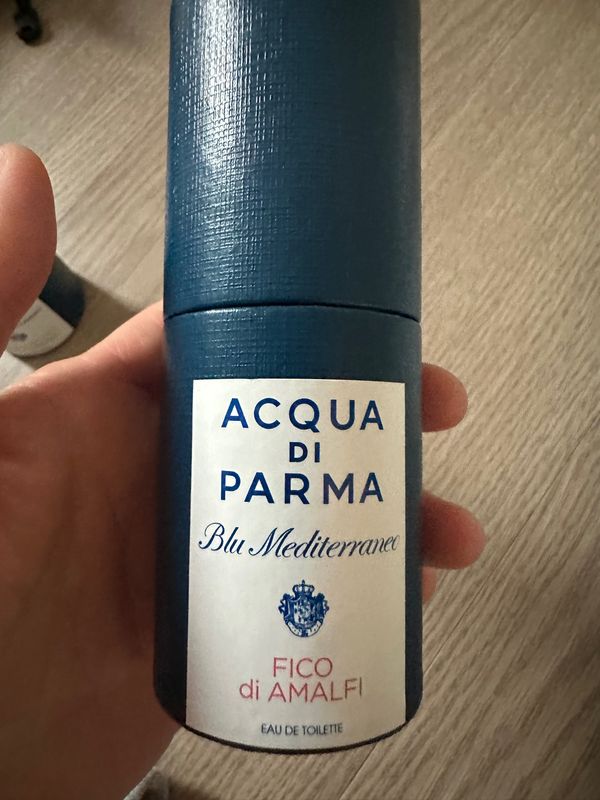 ACQUA
DI
PARMA
Blu Mediterraneo
FICO
di AMALFI
EAU DE TOILETTE